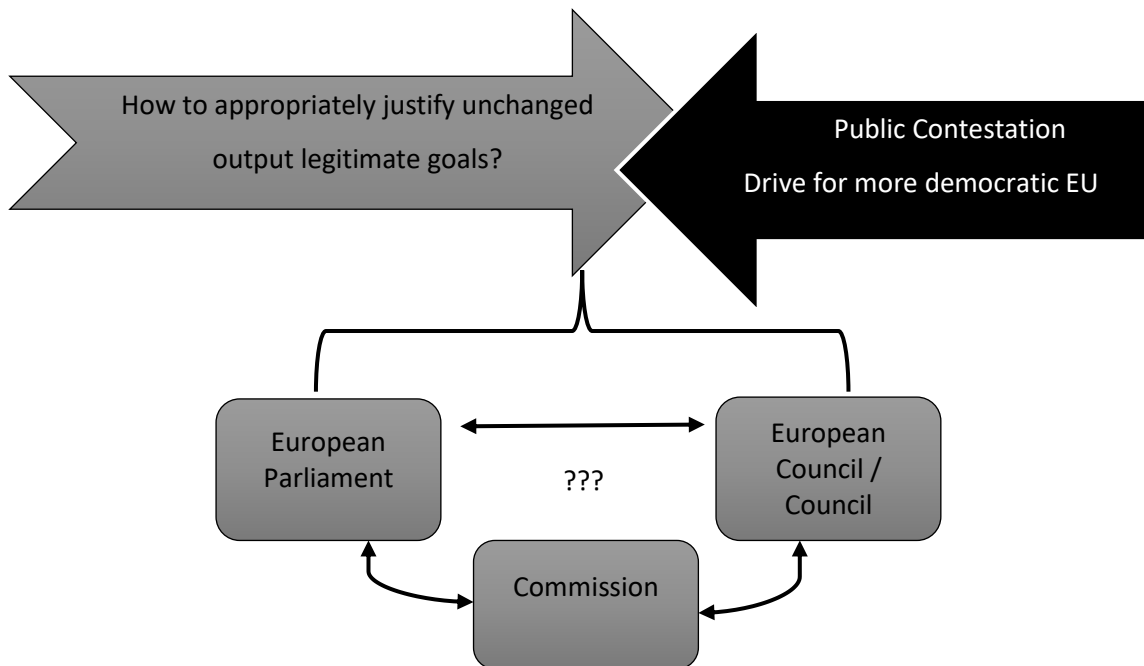 How to appropriately justify unchanged
output legitimate goals?
Public Contestation
Drive for more democratic EU
European
Parliament
???
European
Council /
Council
Commission